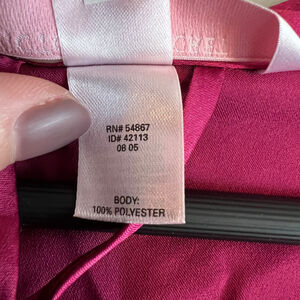 RN# 54867
ID# 42113
08 05
BODY:
100% POLYESTER